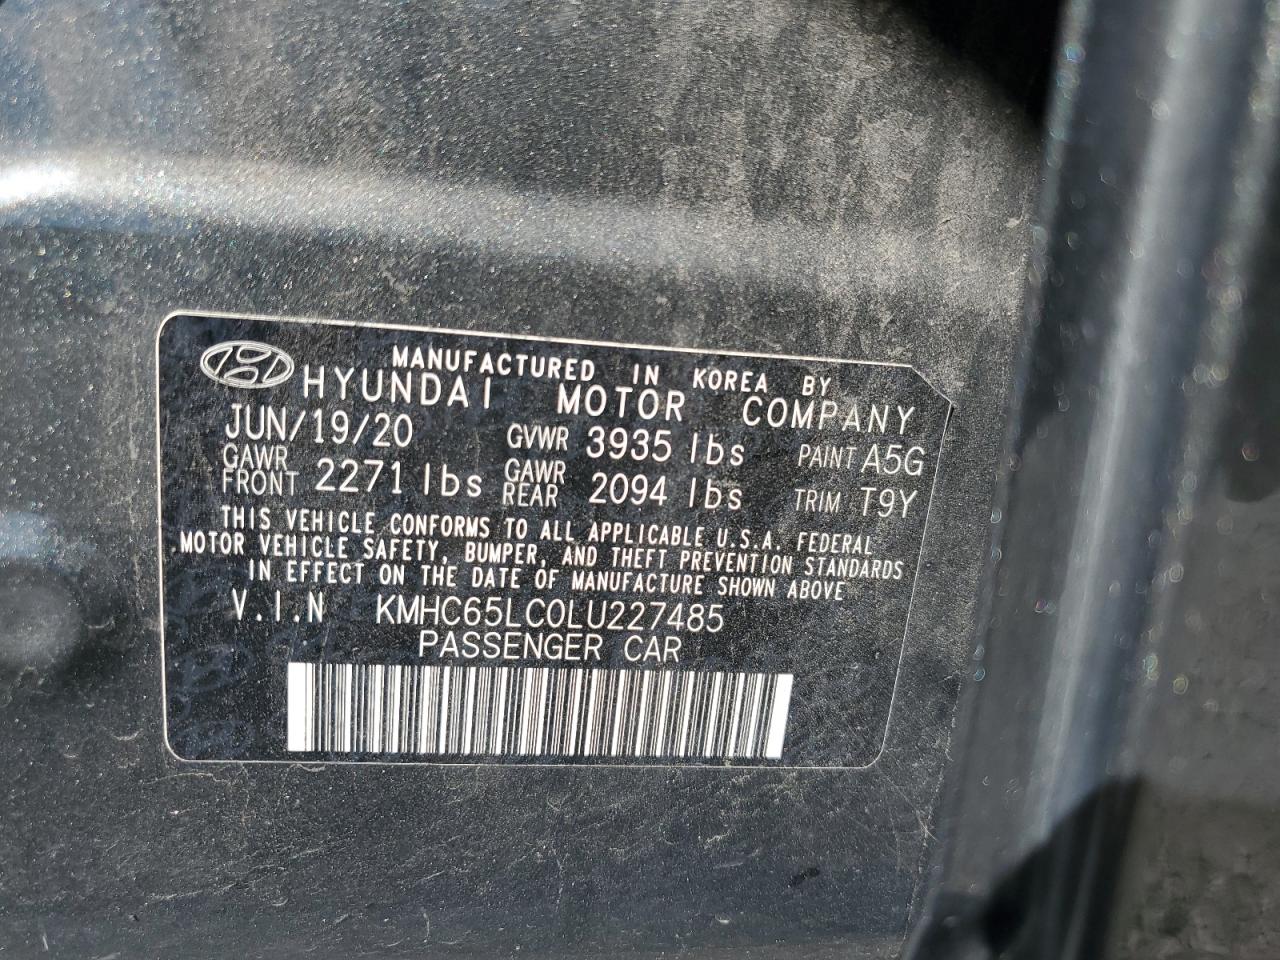 MANUFACTURED IN KOREA BY
HYUNDAI MOTOR COMPANY
JUN/19/20 GVWR 3935 lbs PAINT A5G
GAWR FRONT 2271 lbs GAWR REAR 2094 lbs TRIM T9Y
THIS VEHICLE CONFORMS TO ALL APPLICABLE U.S.A. FEDERAL
MOTOR VEHICLE SAFETY, BUMPER, AND THEFT PREVENTION STANDARDS
IN EFFECT ON THE DATE OF MANUFACTURE SHOWN ABOVE
V.I.N KMHC65LC0LU227485
PASSENGER CAR